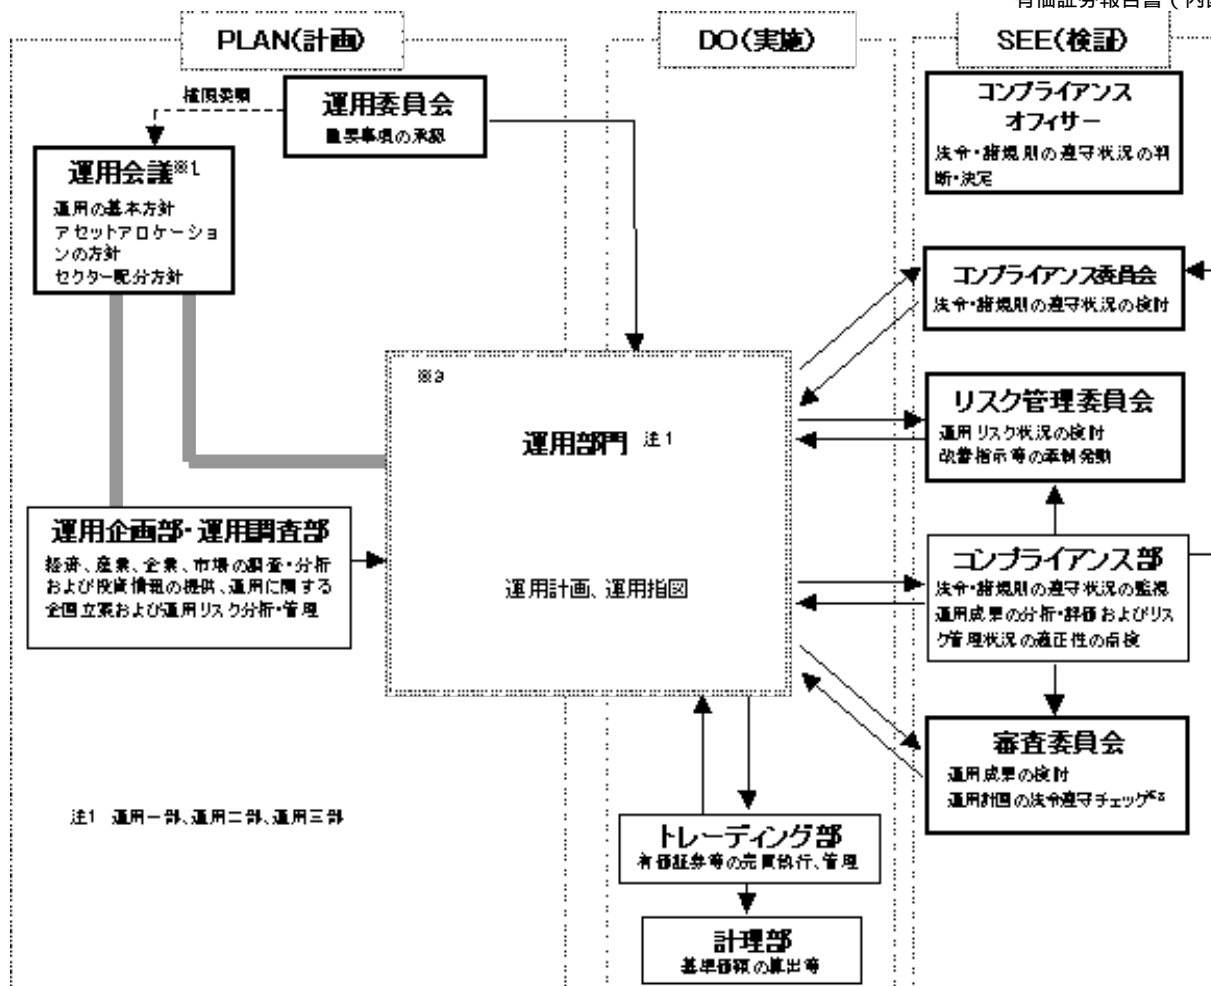 有価証券報告書（内
PLAN(計画)
DO(実施)
SEE(検証)
権限委嘱
運用委員会
重要事項の承認
運用会議※1
運用の基本方針
アセットアロケーショ
ンの方針
セクター配分方針
コンプライアンス
オフィサー
法令・諸規則の遵守状況の判
断・決定
コンプライアンス委員会
法令・諸規則の遵守状況の検討
リスク管理委員会
運用リスク状況の検討
改善指示等の牽制発動
運用部門 注1
運用計画、運用指図
運用企画部・運用調査部
経済、産業、企業、市場の調査・分析
および投資情報の提供、運用に関する
企画立案および運用リスク分析・管理
コンプライアンス部
法令・諸規則の遵守状況の監視
運用成果の分析・評価およびリス
ク管理状況の適正性の点検
審査委員会
運用成果の検討
運用計画の法令遵守チェック
注1 運用一部、運用二部、運用三部
トレーディング部
有価証券等の売買執行、管理
計理部
基準価額の算出等